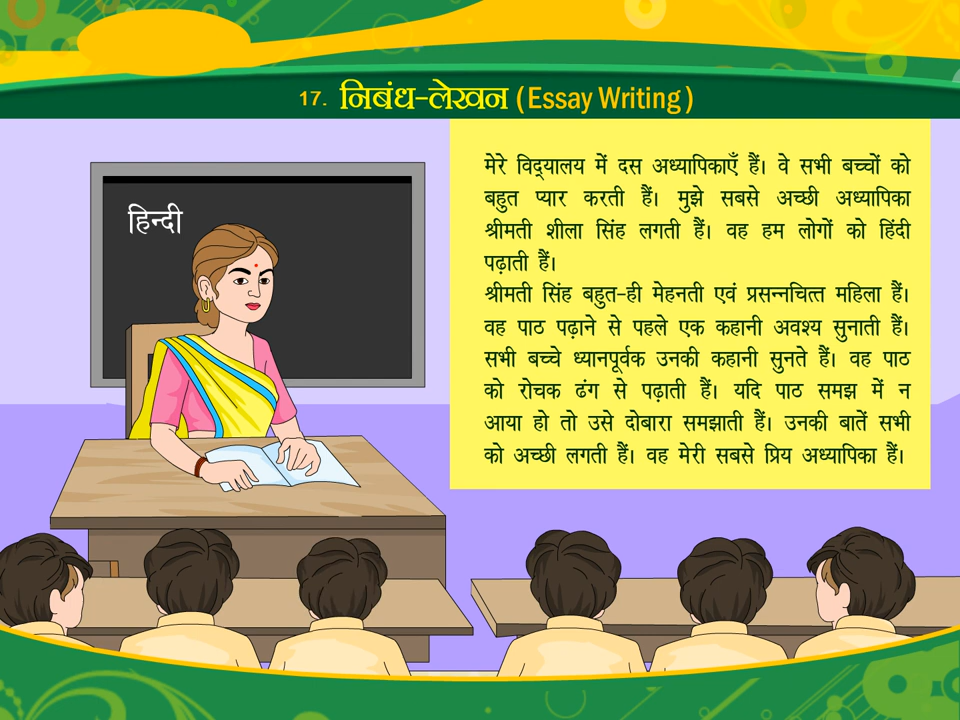 17. निबंध-लेखन (Essay Writing)
हिन्दी
मेरे विद्‌यालय में दस अध्यापिकाएँ हैं। वे सभी बच्चों को
बहुत प्यार करती हैं। मुझे सबसे अच्छी अध्यापिका
श्रीमती शीला सिंह लगती हैं। वह हम लोगों को हिंदी
पढ़ाती हैं।
श्रीमती सिंह बहुत-ही मेहनती एवं प्रसन्नचित्त महिला हैं।
वह पाठ पढ़ाने से पहले एक कहानी अवश्य सुनाती हैं।
सभी बच्चे ध्यानपूर्वक उनकी कहानी सुनते हैं। वह पाठ
को रोचक ढंग से पढ़ाती हैं। यदि पाठ समझ में न
आया हो तो उसे दोबारा समझाती हैं। उनकी बातें सभी
को अच्छी लगती हैं। वह मेरी सबसे प्रिय अध्यापिका हैं।